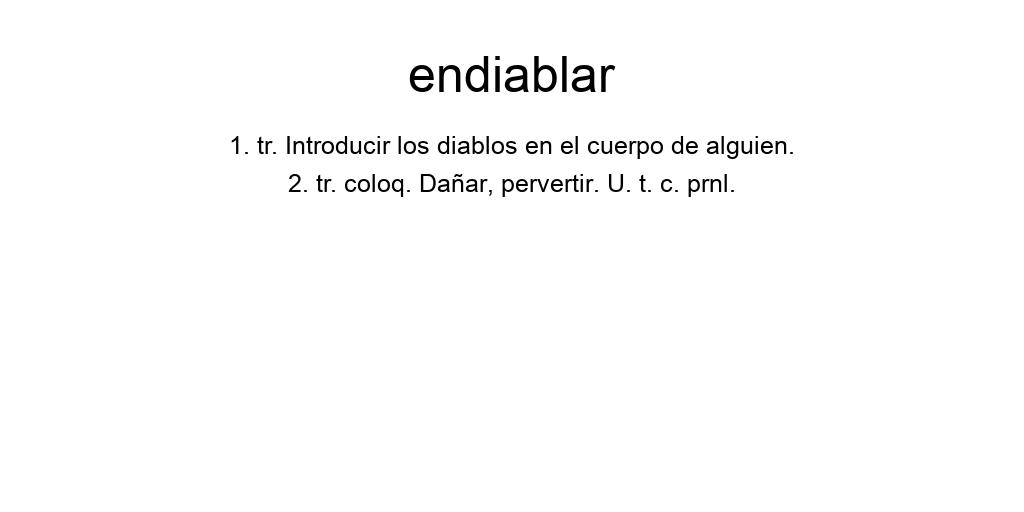 endiablar
1. tr. Introducir los diablos en el cuerpo de alguien.
2. tr. coloq. Dañar, pervertir. U. t. c. prnl.